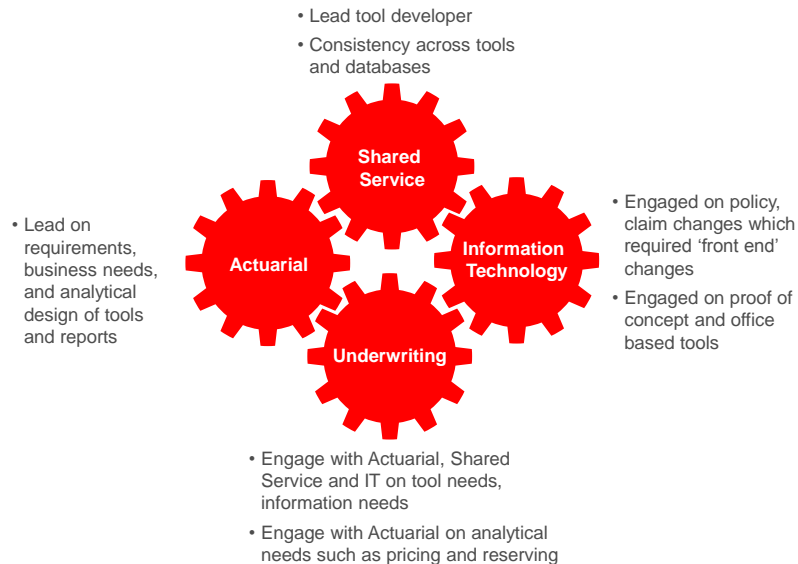 • Lead tool developer
• Consistency across tools
and databases
Shared
Service
• Lead on
requirements,
business needs,
and analytical
design of tools
and reports
Actuarial
Information
Technology
• Engaged on policy,
claim changes which
required ‘front end’
changes
• Engaged on proof of
concept and office
based tools
Underwriting
• Engage with Actuarial, Shared
Service and IT on tool needs,
information needs
• Engage with Actuarial on analytical
needs such as pricing and reserving